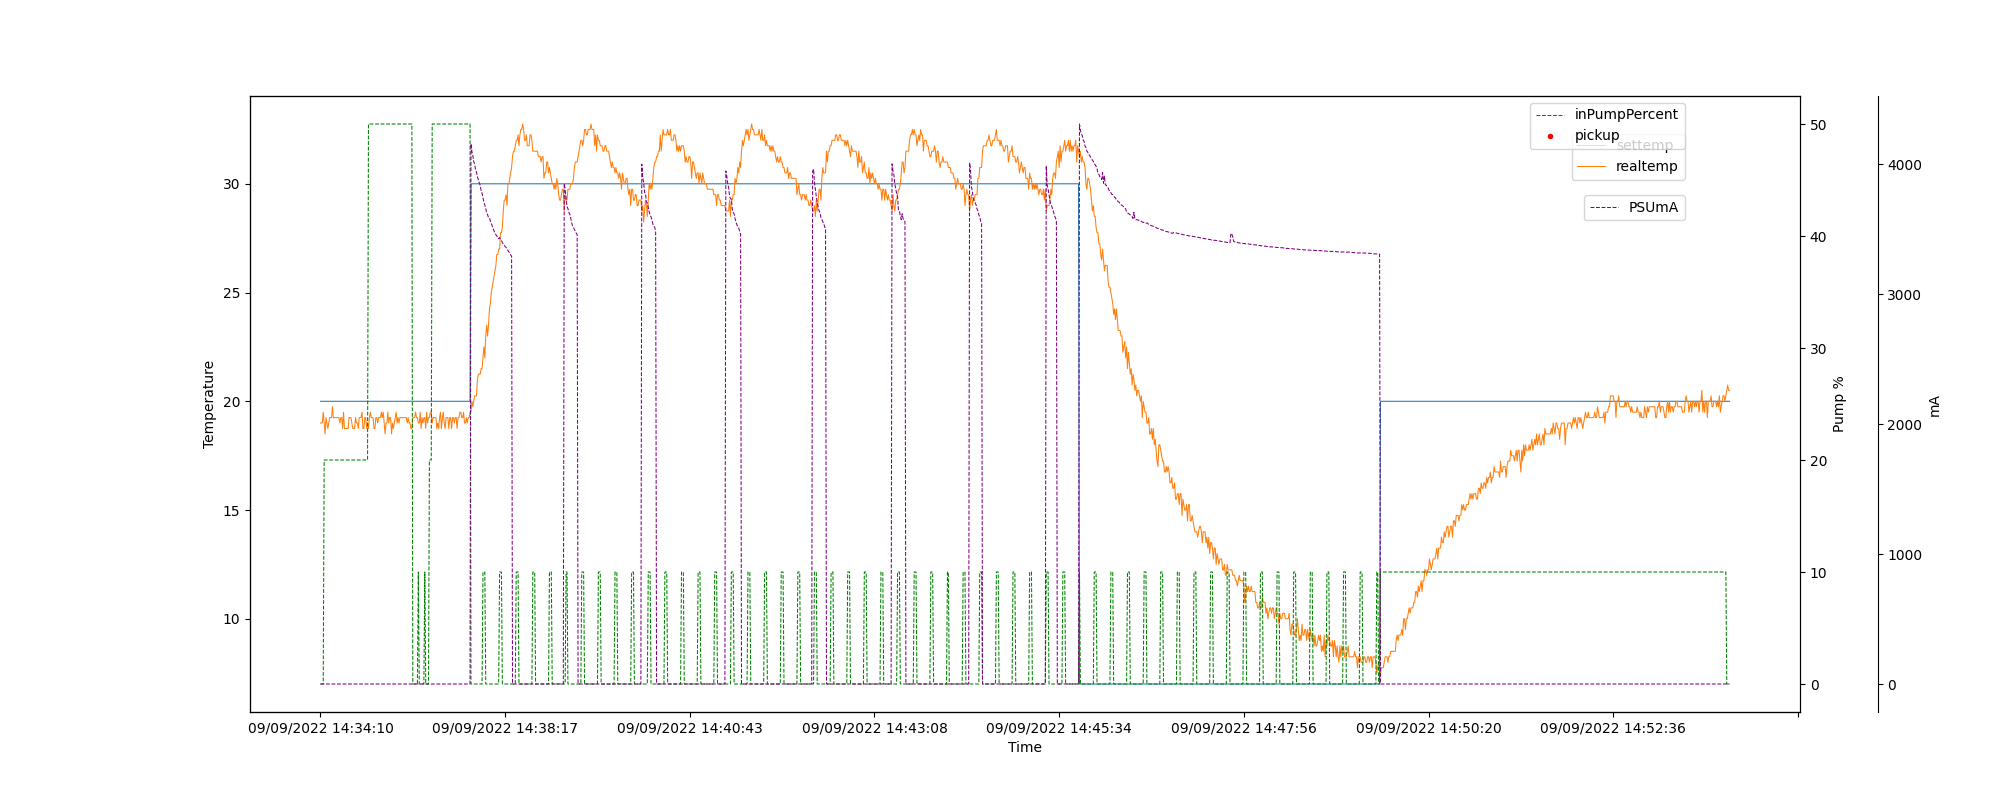 inPumpPercent
pickup
settemp
realtemp
PSUmA
30
25
20
15
10
Temperature
50
40
30
20
10
0
Pump %
4000
3000
2000
1000
0
mA
09/09/2022 14:34:10
09/09/2022 14:38:17
09/09/2022 14:40:43
09/09/2022 14:43:08
09/09/2022 14:45:34
09/09/2022 14:47:56
09/09/2022 14:50:20
09/09/2022 14:52:36
Time